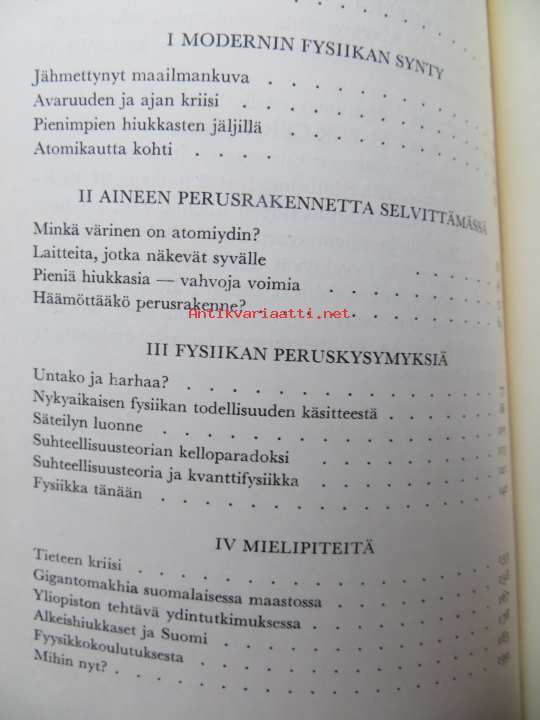 I MODERNIN FYSIIKAN SYNTY
Jähmettynyt maailmankuva . . . . . . .
Avaruuden ja ajan kriisi . . . . . . . .
Pienimpien hiukkasten jäljillä . . . . . .
Atomikautta kohti . . . .
II AINEEN PERUSRAKENNETTA SELVITTÄMÄSSÄ
Minkä värinen on atomiydin?
Laitteita, jotka näkevät syvälle . . . . .
Pieniä hiukkasia — vahvoja voimia . . . . . .
Häämöttääkö perusrakenne? . . . . . . . .
Antikvariaatti.net
III FYSIIKAN PERUSKYSYMYKSIÄ
Untako ja harhaa? . . . . . . . . . .
Nykyaikaisen fysiikan todellisuuden käsitteestä . . . . .
Säteilyn luonne . . . . . . . . . . .
Suhteellisuusteorian kelloparadoksi . . . . . . .
Suhteellisuusteoria ja kvanttifysiikka . . . . . . .
Fysiikka tänään . . . . . . . . . . .
IV MIELIPITEITÄ
Tieteen kriisi . . . . . . . . . . . .
Gigantomakhia suomalaisessa maastossa . . . . . .
Yliopiston tehtävä ydintutkimuksessa . . . . . . . 167
Alkeishiukkaset ja Suomi . . . . . . . . . 178
Fyysikkokoulutuksesta . . . . . . . . . .
Mihin nyt? . . . . . . . . . . . .